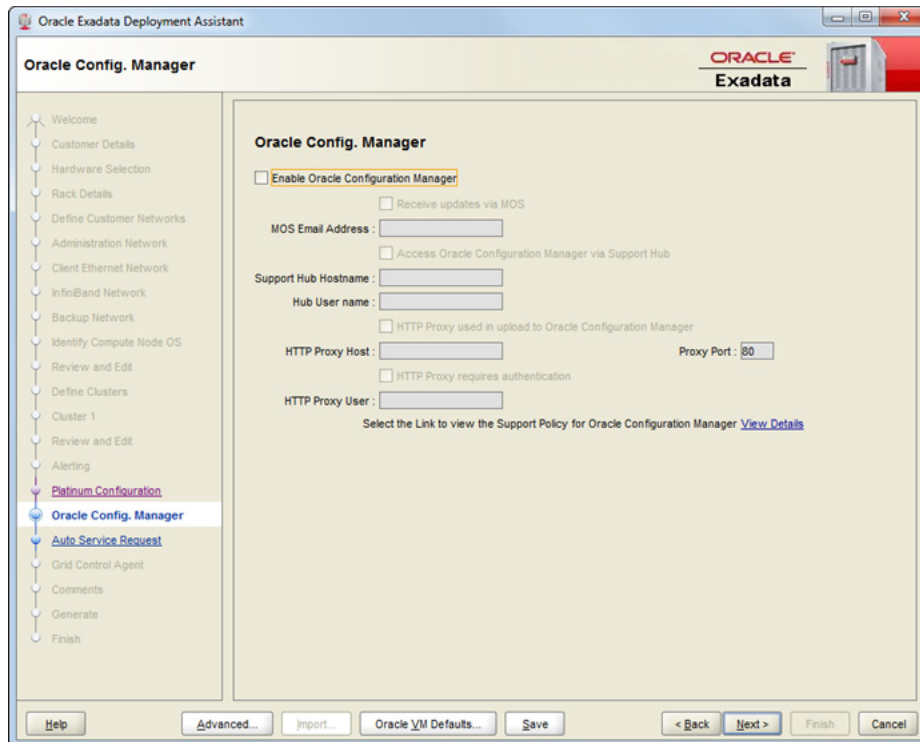 Oracle Exadata Deployment Assistant
Oracle Config. Manager
ORACLE
Exadata
Welcome
Customer Details
Hardware Selection
Rack Details
Define Customer Networks
Administration Network
Client Ethernet Network
InfiniBand Network
Backup Network
Identify Compute Node OS
Review and Edit
Define Clusters
Cluster 1
Review and Edit
Alerting
Platinum Configuration
Oracle Config. Manager
Auto Service Request
Grid Control Agent
Comments
Generate
Finish
Oracle Config. Manager
Enable Oracle Configuration Manager
Receive updates via MOS
MOS Email Address :
Access Oracle Configuration Manager via Support Hub
Support Hub Hostname :
Hub User name :
HTTP Proxy used in upload to Oracle Configuration Manager
HTTP Proxy Host : Proxy Port : 80
HTTP Proxy requires authentication
HTTP Proxy User :
Select the Link to view the Support Policy for Oracle Configuration Manager View Details
Help Advanced... Import... Oracle VM Defaults... Save < Back Next > Finish Cancel